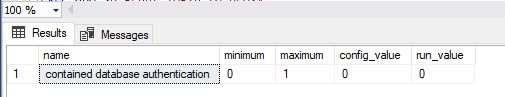 100 %
Results Messages
name minimum maximum config_value run_value
1 contained database authentication 0 1 0 0